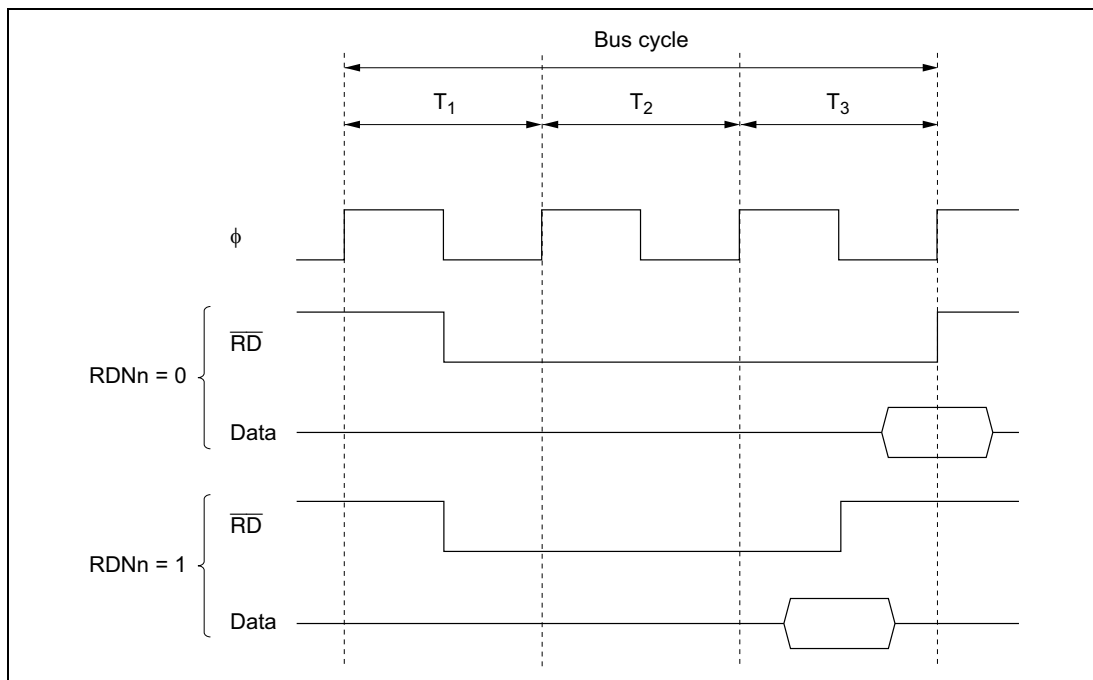 Bus cycle
T1 T2 T3
ϕ
RD
RDNn = 0
Data
RD
RDNn = 1
Data